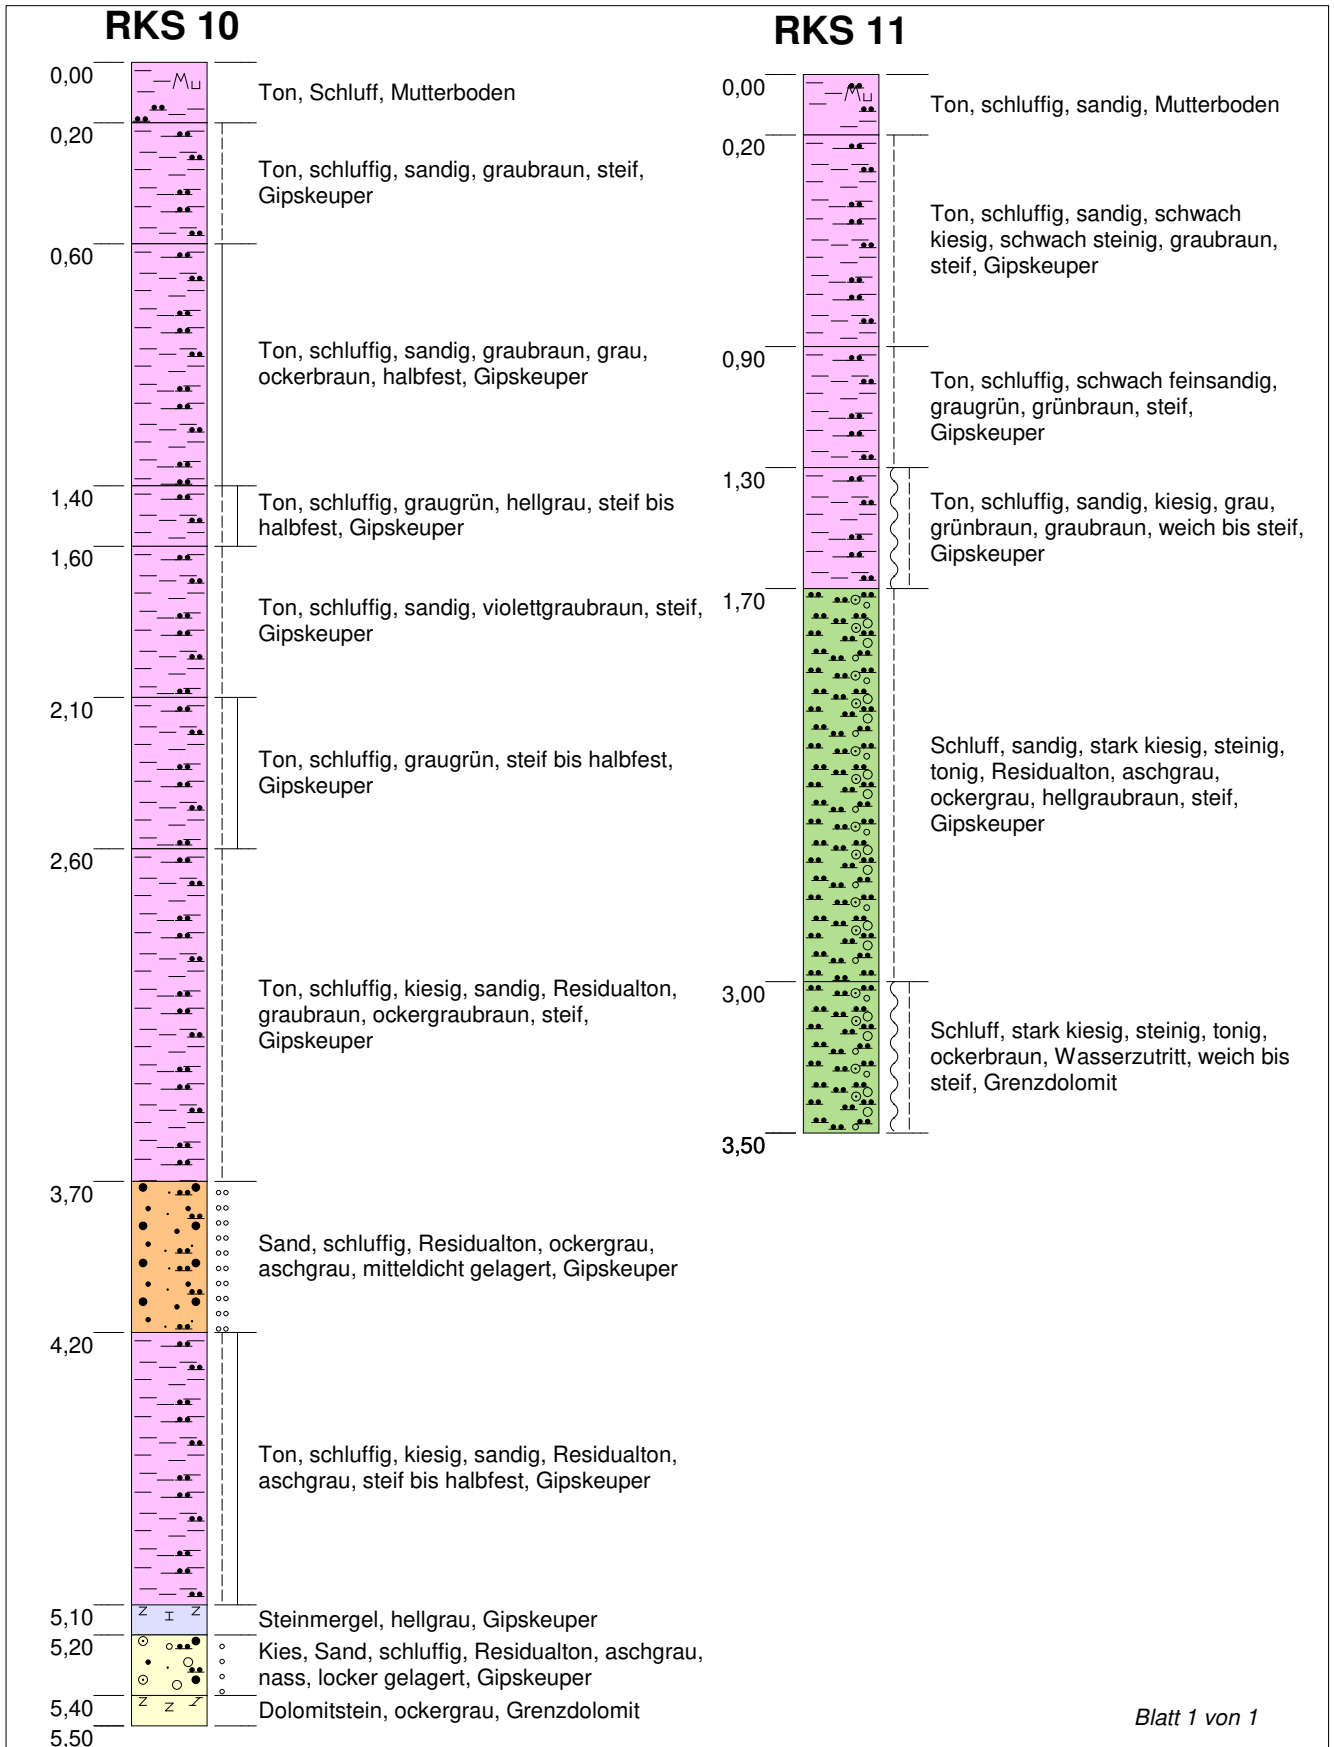 RKS 10
0,00
Ton, Schluff, Mutterboden
0,20
Ton, schluffig, sandig, graubraun, steif,
Gipskeuper
0,60
Ton, schluffig, sandig, graubraun, grau,
ockerbraun, halbfest, Gipskeuper
1,40
Ton, schluffig, graugrün, hellgrau, steif bis
halbfest, Gipskeuper
1,60
Ton, schluffig, sandig, violettgraubraun, steif,
Gipskeuper
2,10
Ton, schluffig, graugrün, steif bis halbfest,
Gipskeuper
2,60
Ton, schluffig, kiesig, sandig, Residualton,
graubraun, ockergraubraun, steif,
Gipskeuper
3,70
Sand, schluffig, Residualton, ockergrau,
aschgrau, mitteldicht gelagert, Gipskeuper
4,20
Ton, schluffig, kiesig, sandig, Residualton,
aschgrau, steif bis halbfest, Gipskeuper
5,10
Steinmergel, hellgrau, Gipskeuper
5,20
Kies, Sand, schluffig, Residualton, aschgrau,
nass, locker gelagert, Gipskeuper
5,40
Dolomitstein, ockergrau, Grenzdolomit
5,50
RKS 11
0,00
Ton, schluffig, sandig, Mutterboden
0,20
Ton, schluffig, sandig, schwach
kiesig, schwach steinig, graubraun,
steif, Gipskeuper
0,90
Ton, schluffig, schwach feinsandig,
graugrün, grünbraun, steif,
Gipskeuper
1,30
Ton, schluffig, sandig, kiesig, grau,
grünbraun, graubraun, weich bis steif,
Gipskeuper
1,70
Schluff, sandig, stark kiesig, steinig,
tonig, Residualton, aschgrau,
ockergrau, hellgraubraun, steif,
Gipskeuper
3,00
Schluff, stark kiesig, steinig, tonig,
ockerbraun, Wasserzutritt, weich bis
steif, Grenzdolomit
3,50
Blatt 1 von 1